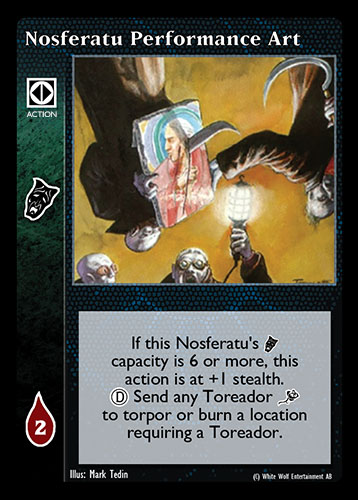 Nosferatu Performance Art
ACTION
If this Nosferatu's
capacity is 6 or more, this
action is at +1 stealth.
D Send any Toreador
to torpor or burn a location
requiring a Toreador.
2
Illus: Mark Tedin (C) White Wolf Entertainment AB